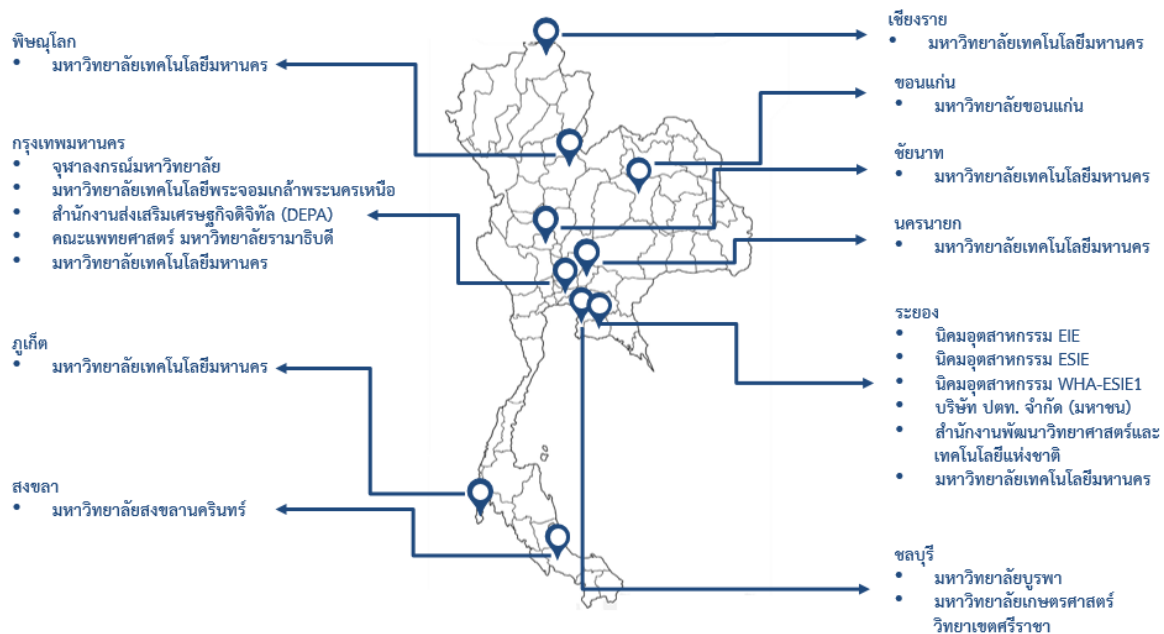 พิษณุโลก
• มหาวิทยาลัยเทคโนโลยีมหานคร
กรุงเทพมหานคร
• จุฬาลงกรณ์มหาวิทยาลัย
• มหาวิทยาลัยเทคโนโลยีพระจอมเกล้าพระนครเหนือ
• สำนักงานส่งเสริมเศรษฐกิจดิจิทัล (DEPA)
• คณะแพทยศาสตร์ มหาวิทยาลัยรามาธิบดี
• มหาวิทยาลัยเทคโนโลยีมหานคร
ภูเก็ต
• มหาวิทยาลัยเทคโนโลยีมหานคร
สงขลา
• มหาวิทยาลัยสงขลานครินทร์
เชียงราย
• มหาวิทยาลัยเทคโนโลยีมหานคร
ขอนแก่น
• มหาวิทยาลัยขอนแก่น
ชัยนาท
• มหาวิทยาลัยเทคโนโลยีมหานคร
นครนายก
• มหาวิทยาลัยเทคโนโลยีมหานคร
ระยอง
• นิคมอุตสาหกรรม EIE
• นิคมอุตสาหกรรม ESIE
• นิคมอุตสาหกรรม WHA-ESIE1
• บริษัท ปตท. จำกัด (มหาชน)
• สำนักงานพัฒนาวิทยาศาสตร์และ
เทคโนโลยีแห่งชาติ
• มหาวิทยาลัยเทคโนโลยีมหานคร
ชลบุรี
• มหาวิทยาลัยบูรพา
• มหาวิทยาลัยเกษตรศาสตร์
วิทยาเขตศรีราชา